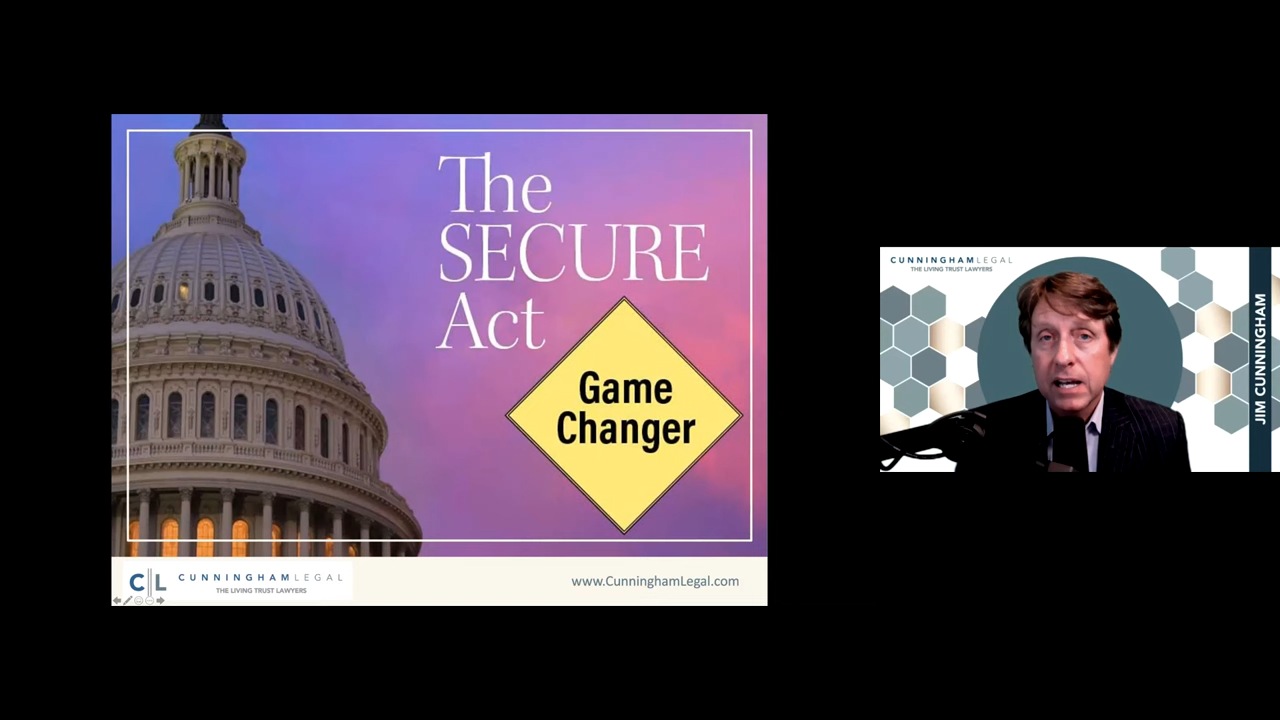 The
SECURE
Act
Game
Changer
C|L
CUNNINGHAMLEGAL
THE LIVING TRUST LAWYERS
www.CunninghamLegal.com
CUNNINGHAMLEGAL
THE LIVING TRUST LAWYERS
JIM CUNNINGHAM